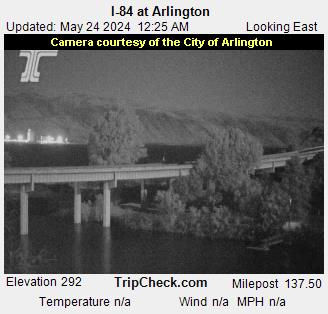 I-84 at Arlington
Updated: May 24 2024 12:25 AM Looking East
Camera courtesy of the City of Arlington
Elevation 292 TripCheck.com Milepost 137.50
Temperature n/a Wind n/a MPH n/a